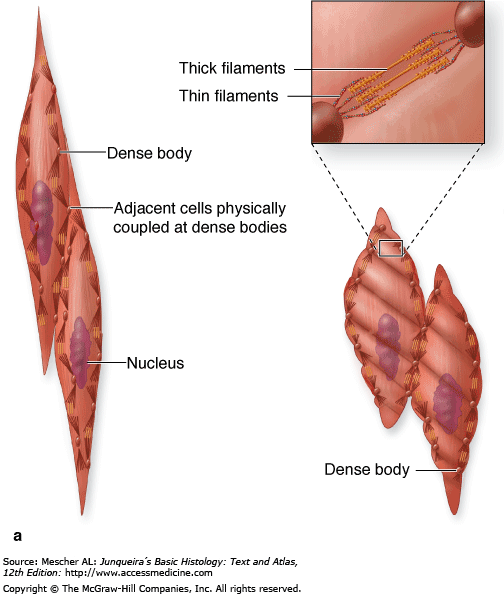 Thick filaments
Thin filaments
Dense body
Adjacent cells physically
coupled at dense bodies
Nucleus
Dense body
a
Source: Mescher AL: Junqueira´s Basic Histology: Text and Atlas,
12th Edition: http://www.accessmedicine.com
Copyright © The McGraw-Hill Companies, Inc. All rights reserved.